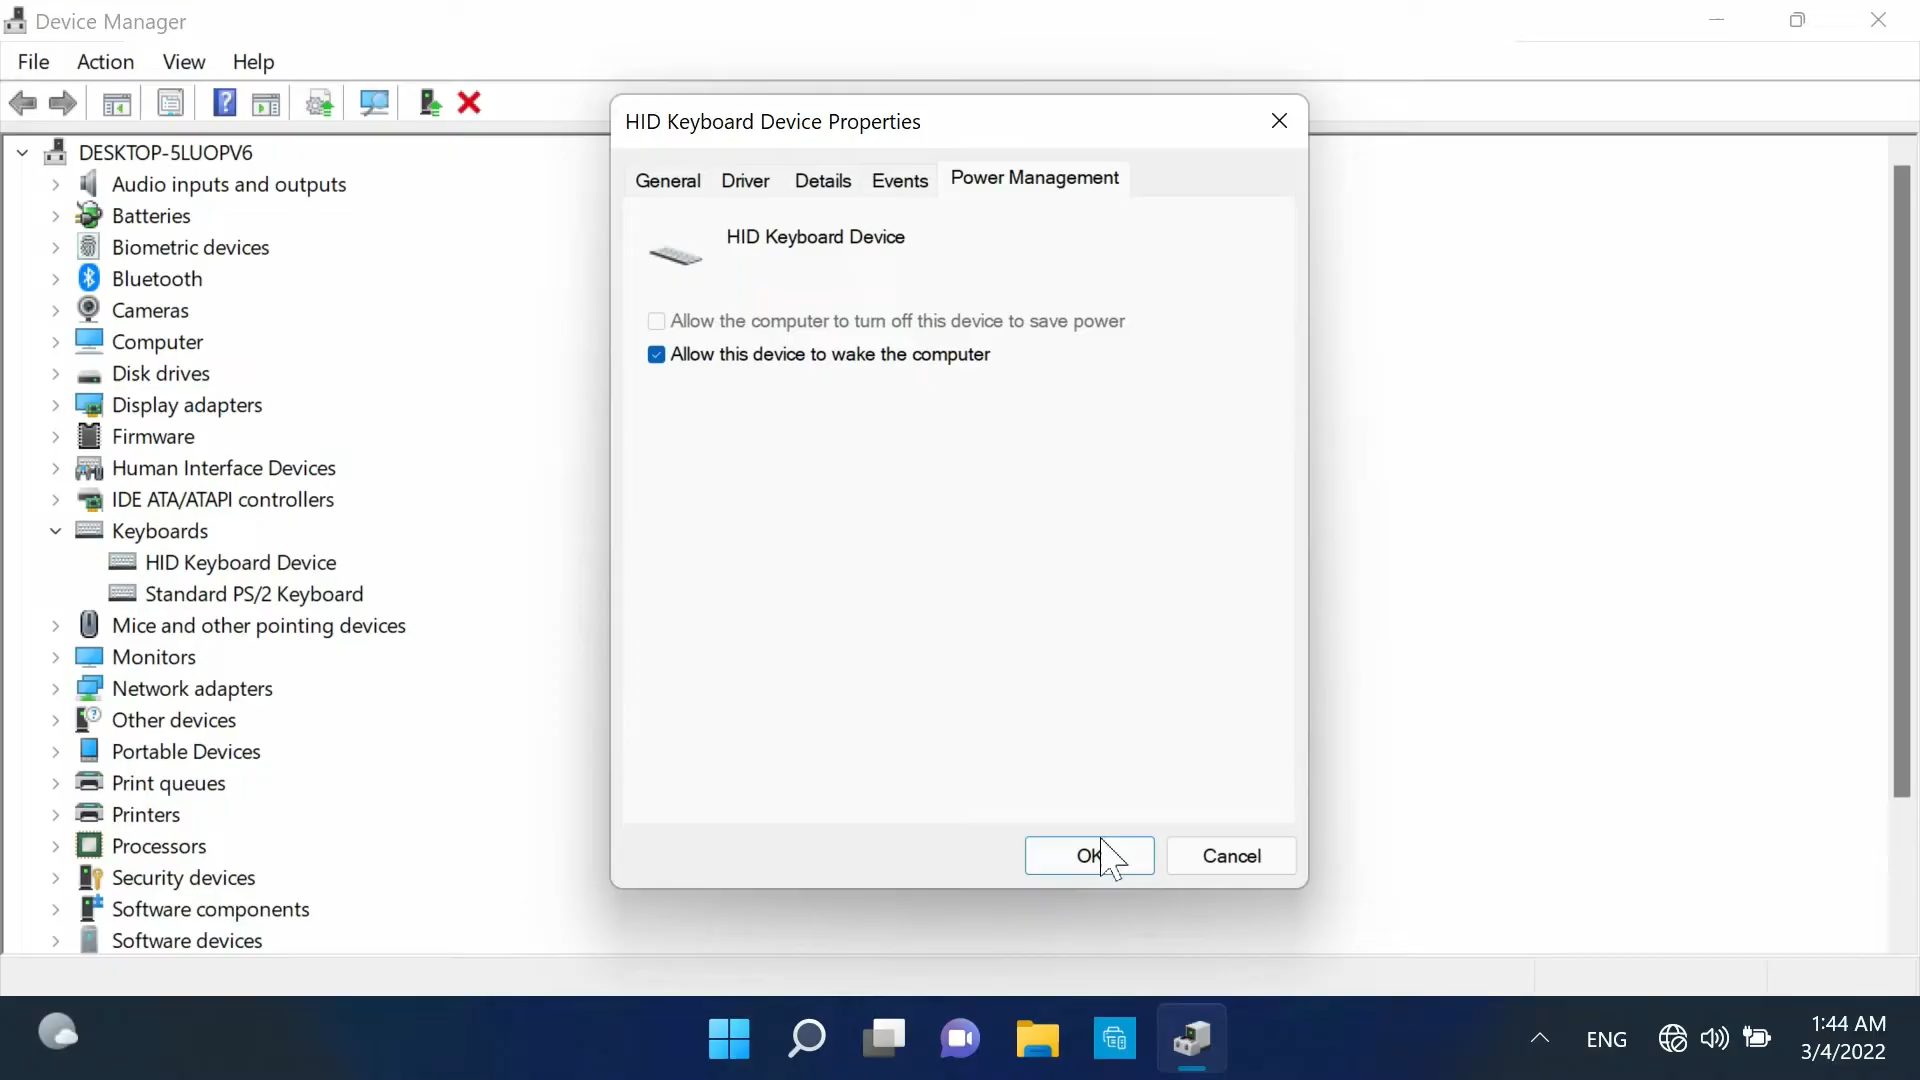 Device Manager
File Action View Help
DESKTOP-5LUOPV6
Audio inputs and outputs
Batteries
Biometric devices
Bluetooth
Cameras
Computer
Disk drives
Display adapters
Firmware
Human Interface Devices
IDE ATA/ATAPI controllers
Keyboards
HID Keyboard Device
Standard PS/2 Keyboard
Mice and other pointing devices
Monitors
Network adapters
Other devices
Portable Devices
Print queues
Printers
Processors
Security devices
Software components
Software devices
HID Keyboard Device Properties
General Driver Details Events Power Management
HID Keyboard Device
Allow the computer to turn off this device to save power
Allow this device to wake the computer
OK Cancel
ENG
1:44 AM
3/4/2022